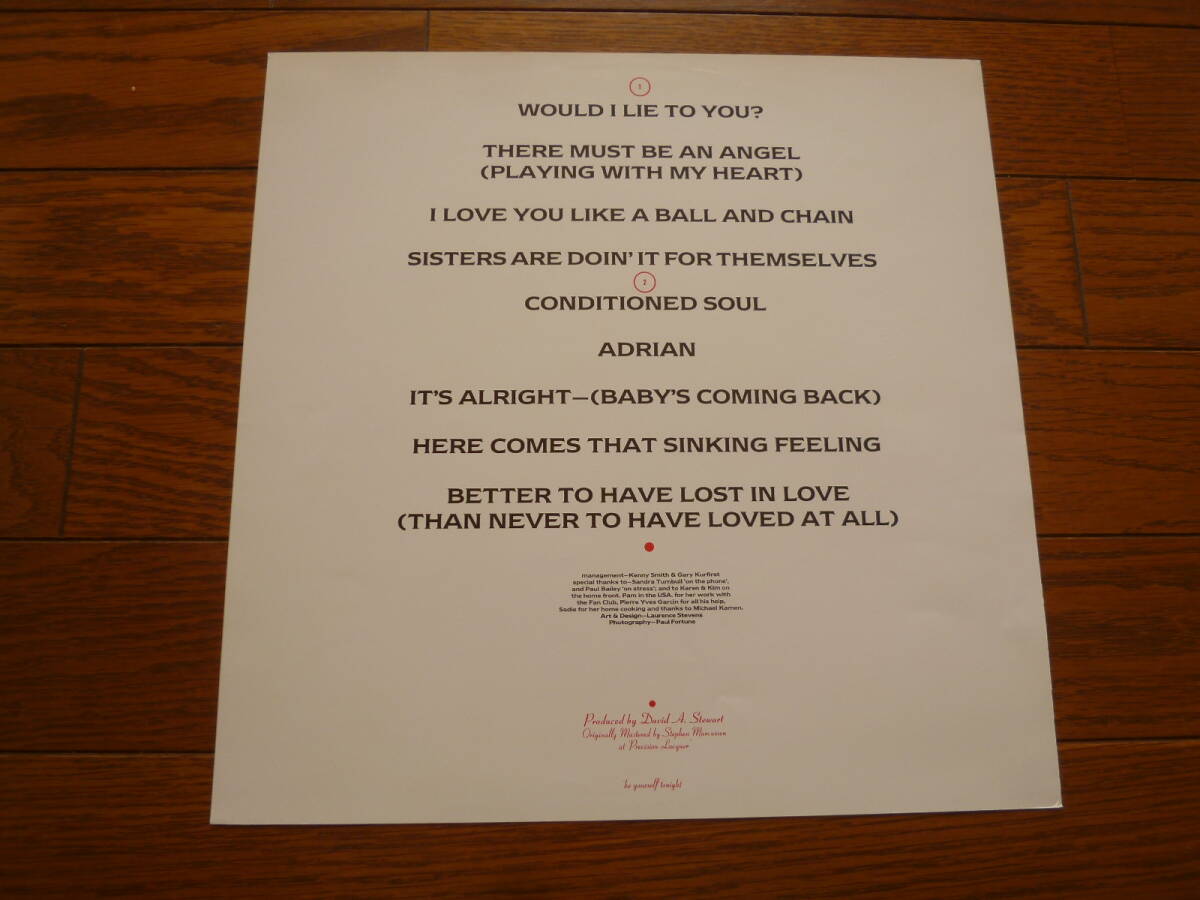 1
WOULD I LIE TO YOU?
THERE MUST BE AN ANGEL
(PLAYING WITH MY HEART)
I LOVE YOU LIKE A BALL AND CHAIN
SISTERS ARE DOIN' IT FOR THEMSELVES
2
CONDITIONED SOUL
ADRIAN
IT'S ALRIGHT—(BABY'S COMING BACK)
HERE COMES THAT SINKING FEELING
BETTER TO HAVE LOST IN LOVE
(THAN NEVER TO HAVE LOVED AT ALL)
management—Kenny Smith & Gary Kurfirst
special thanks to—Sandra Turnbull 'on the phone',
and Paul Bailey 'on stress'; and to Karen & Kim on
the home front. Pam in the USA. for her work with
the Fan Club, Pierre Yves Garcin for all his help,
Sadie for her home cooking and thanks to Michael Kamen.
Art & Design—Laurence Stevens
Photography—Paul Fortune
Produced by David A. Stewart
Originally Mastered by Stephen Marcussen
at Precision Lacquer
be yourself tonight